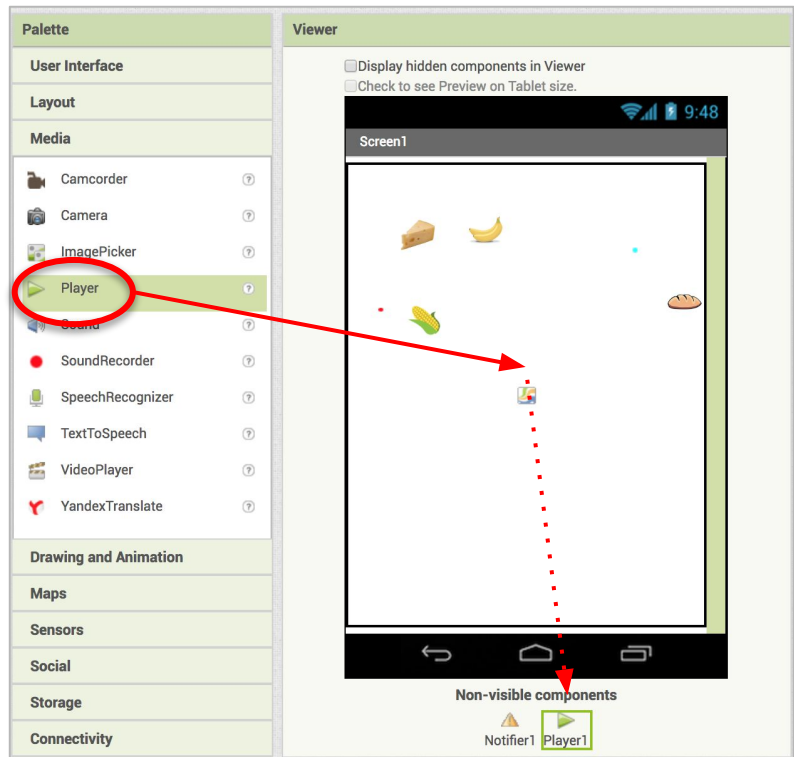 Palette
User Interface
Layout
Media
Camcorder
?
Camera
?
ImagePicker
?
Player
?
Sound
?
SoundRecorder
?
SpeechRecognizer
?
TextToSpeech
?
VideoPlayer
?
YandexTranslate
?
Drawing and Animation
Maps
Sensors
Social
Storage
Connectivity
Viewer
Display hidden components in Viewer
Check to see Preview on Tablet size.
9:48
Screen1
Non-visible components
Notifier1 Player1